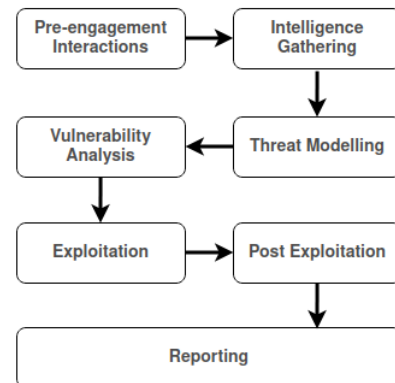 Pre-engagement
Interactions
Intelligence
Gathering
Threat Modelling
Vulnerability
Analysis
Exploitation
Post Exploitation
Reporting